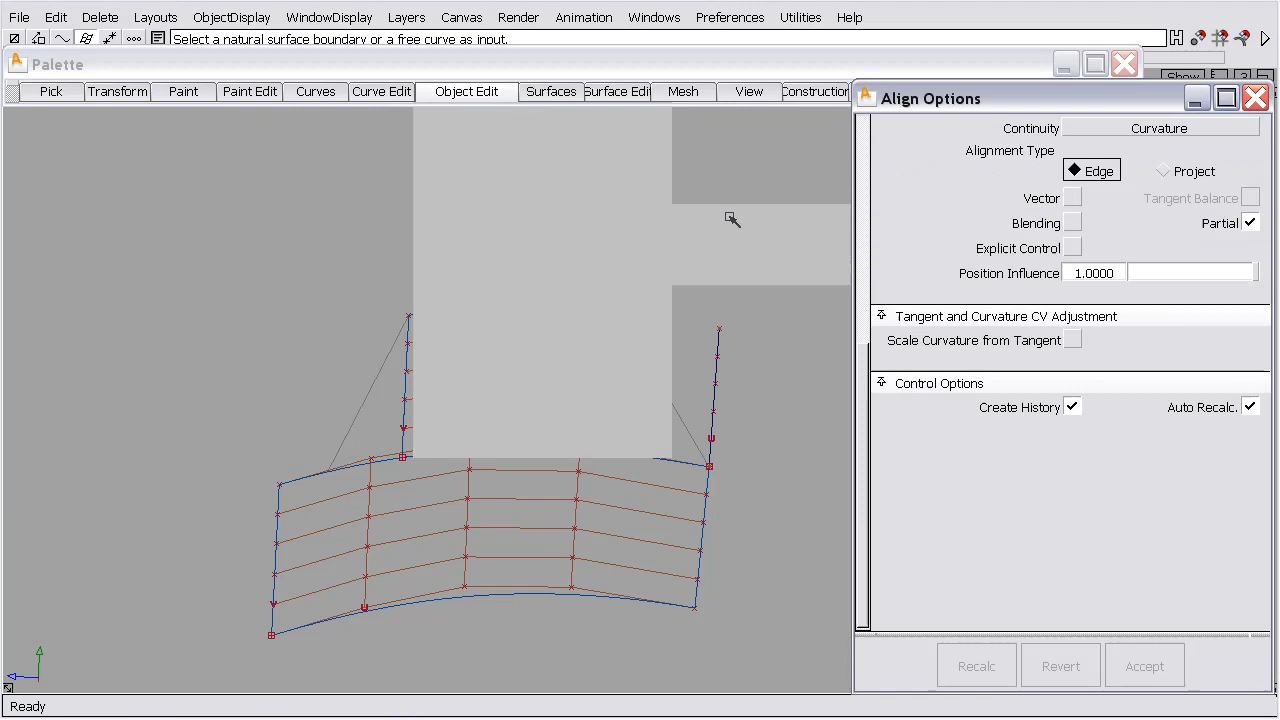 File Edit Delete Layouts ObjectDisplay WindowDisplay Layers Canvas Render Animation Windows Preferences Utilities Help
Select a natural surface boundary or a free curve as input.
Palette
Show
Pick Transform Paint Paint Edit Curves Curve Edit Object Edit Surfaces Surface Edit Mesh View Construction
Align Options
Continuity Curvature
Alignment Type
Edge Project
Vector Tangent Balance
Blending Partial
Explicit Control
Position Influence 1.0000
Tangent and Curvature CV Adjustment
Scale Curvature from Tangent
Control Options
Create History Auto Recalc.
Recalc Revert Accept
Ready